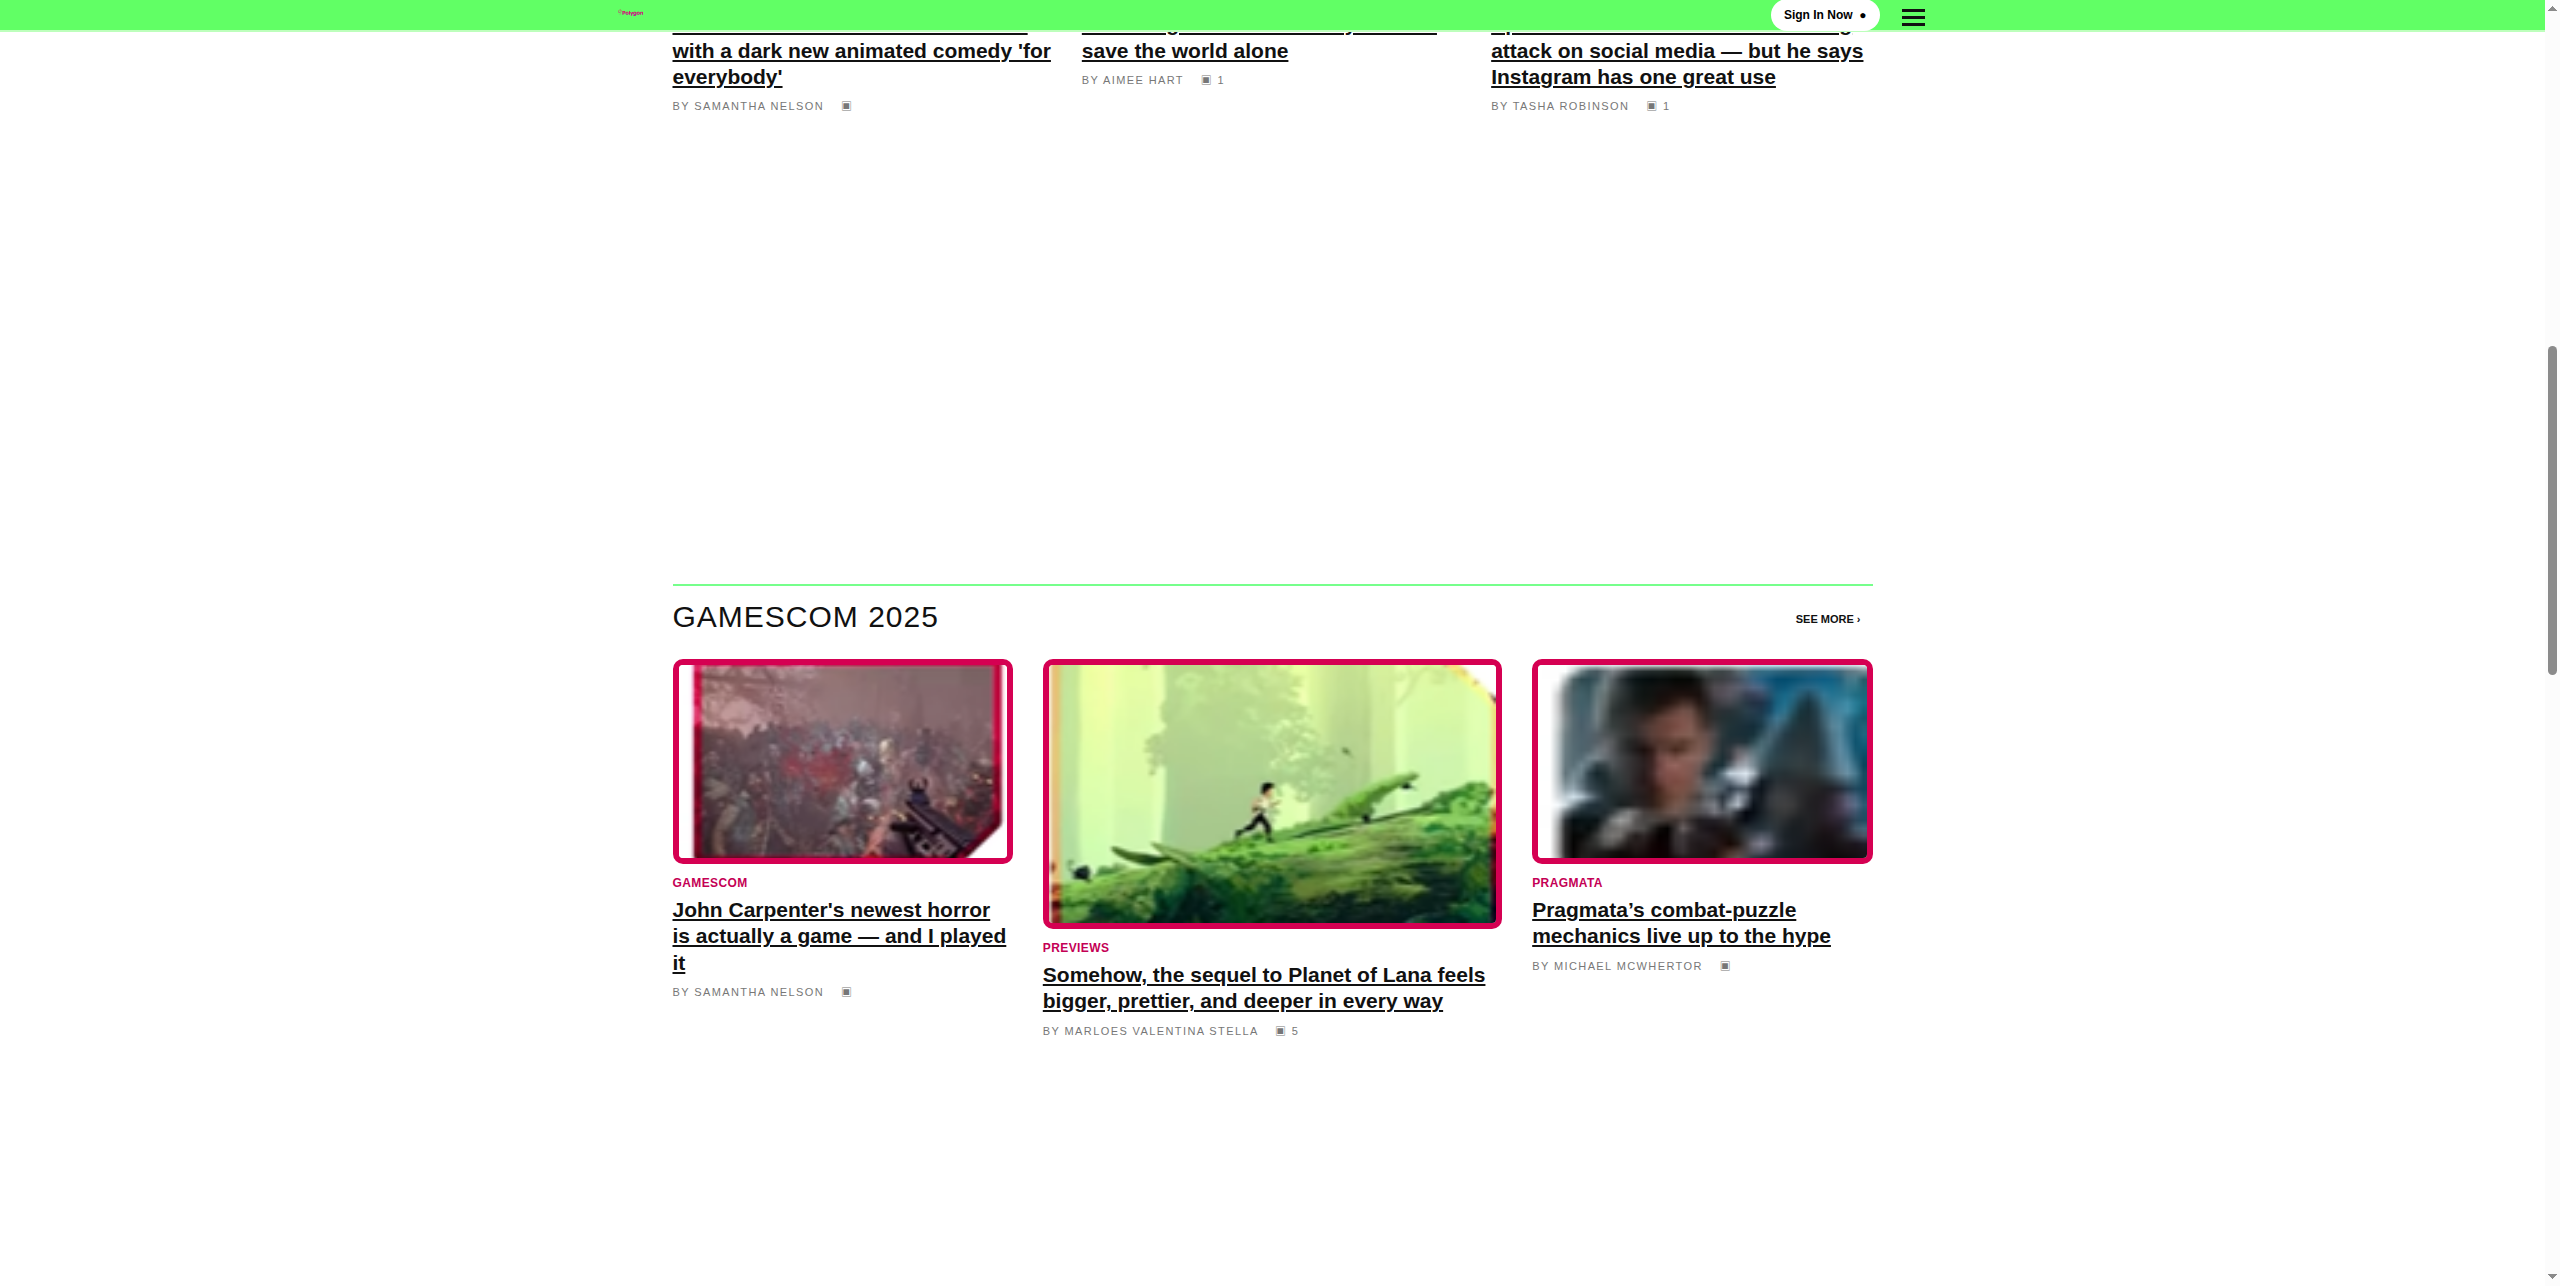 Polygon
Sign In Now
with a dark new animated comedy 'for
everybody'
BY SAMANTHA NELSON
save the world alone
BY AIMEE HART 1
attack on social media — but he says
Instagram has one great use
BY TASHA ROBINSON 1
GAMESCOM 2025
SEE MORE ›
GAMESCOM
John Carpenter's newest horror
is actually a game — and I played
it
BY SAMANTHA NELSON
PREVIEWS
Somehow, the sequel to Planet of Lana feels
bigger, prettier, and deeper in every way
BY MARLOES VALENTINA STELLA 5
PRAGMATA
Pragmata’s combat-puzzle
mechanics live up to the hype
BY MICHAEL MCWHERTOR